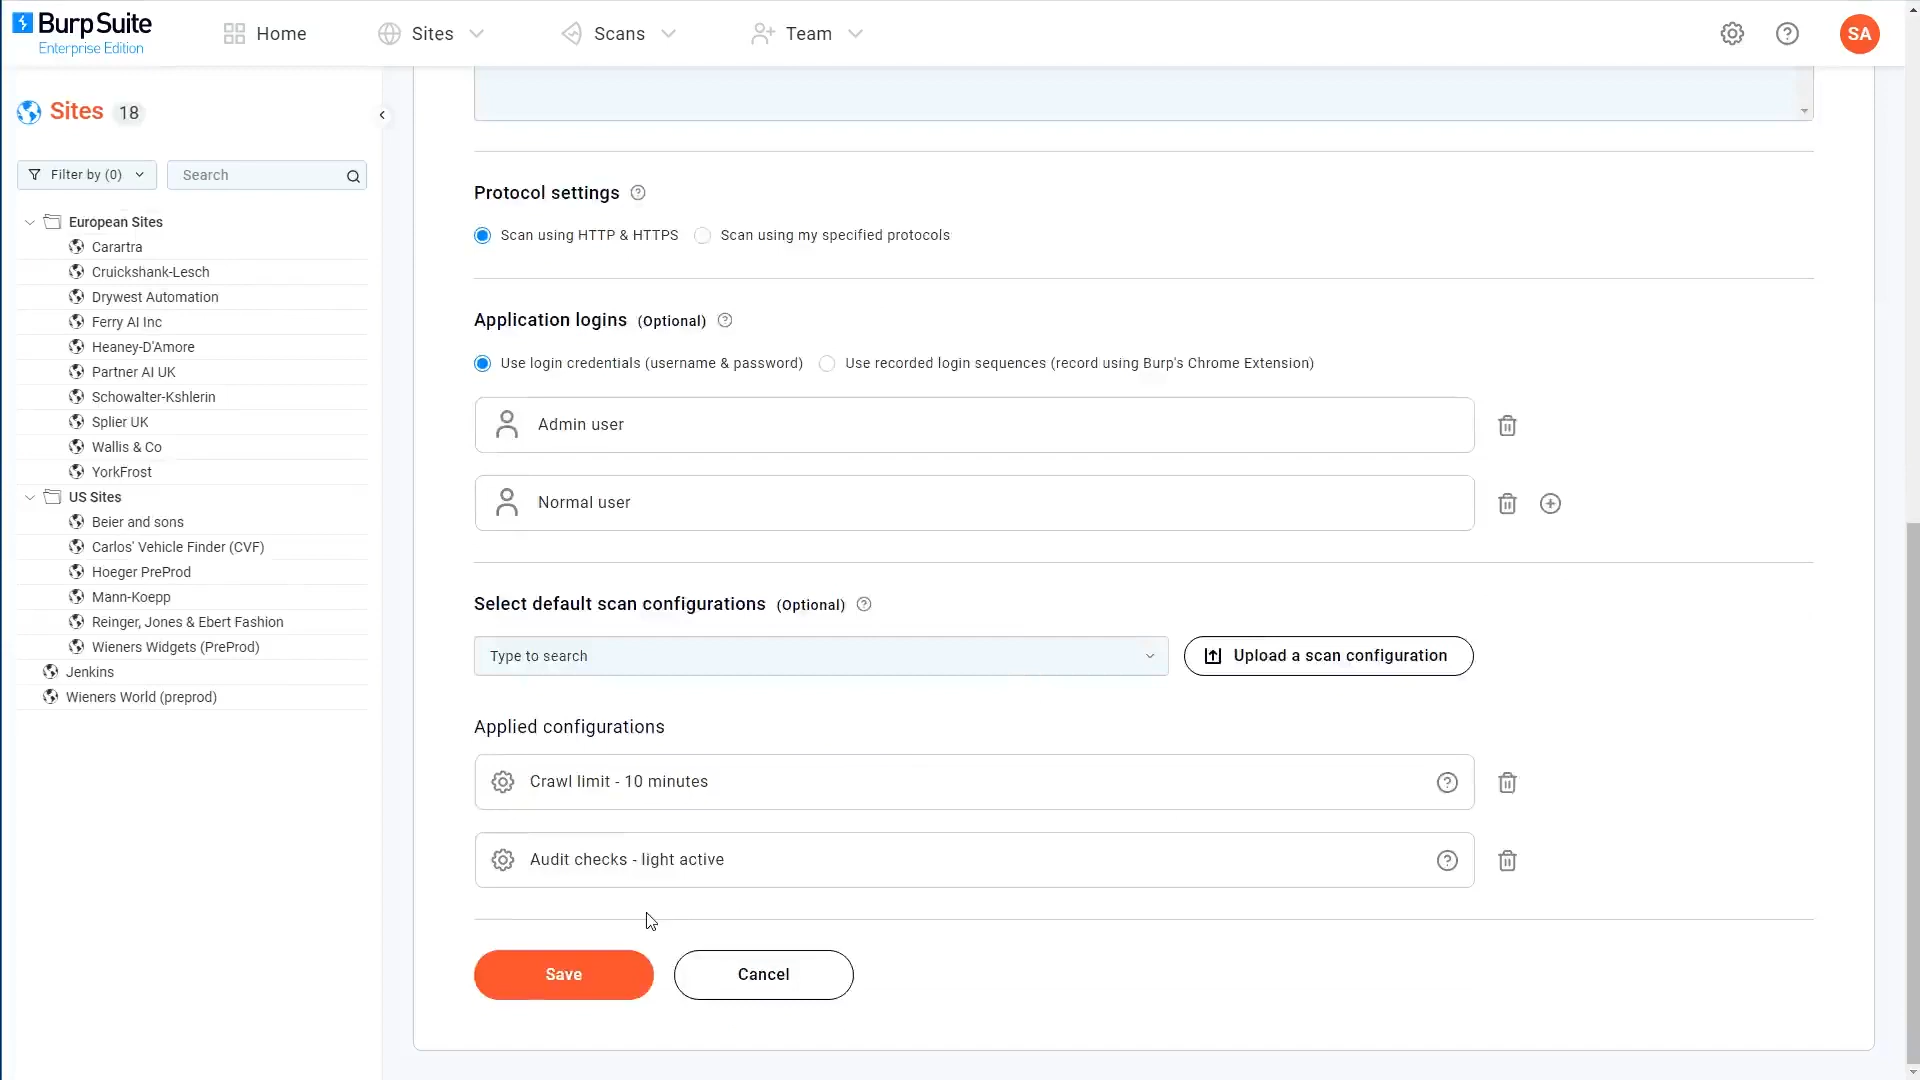 BurpSuite
Enterprise Edition
Home
Sites
Scans
Team
SA
Sites 18
Filter by (0)
Search
European Sites
Carartra
Cruickshank-Lesch
Drywest Automation
Ferry AI Inc
Heaney-D'Amore
Partner AI UK
Schowalter-Kshlerin
Splier UK
Wallis & Co
YorkFrost
US Sites
Beier and sons
Carlos' Vehicle Finder (CVF)
Hoeger PreProd
Mann-Koepp
Reinger, Jones & Ebert Fashion
Wieners Widgets (PreProd)
Jenkins
Wieners World (preprod)
Protocol settings
Scan using HTTP & HTTPS
Scan using my specified protocols
Application logins (Optional)
Use login credentials (username & password)
Use recorded login sequences (record using Burp's Chrome Extension)
Admin user
Normal user
Select default scan configurations (Optional)
Type to search
Upload a scan configuration
Applied configurations
Crawl limit - 10 minutes
Audit checks - light active
Save
Cancel